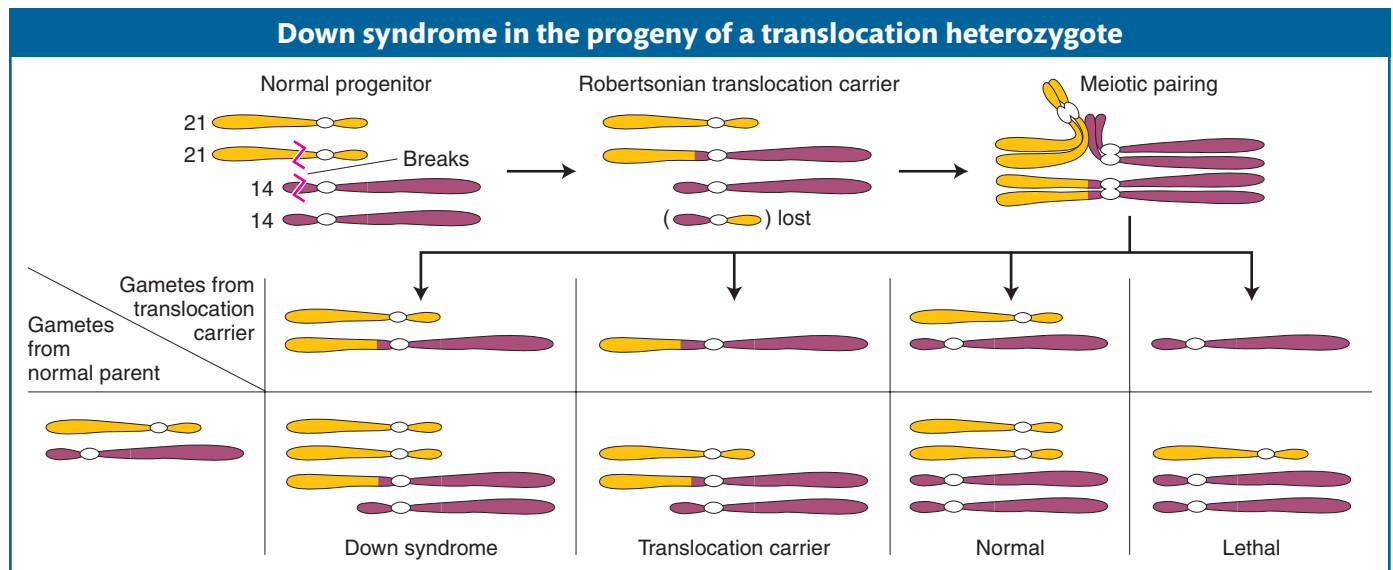 Down syndrome in the progeny of a translocation heterozygote
Normal progenitor
21
21
Breaks
14
14
Robertsonian translocation carrier
( ) lost
Meiotic pairing
Gametes from
translocation
carrier
Gametes
from
normal parent
Down syndrome
Translocation carrier
Normal
Lethal